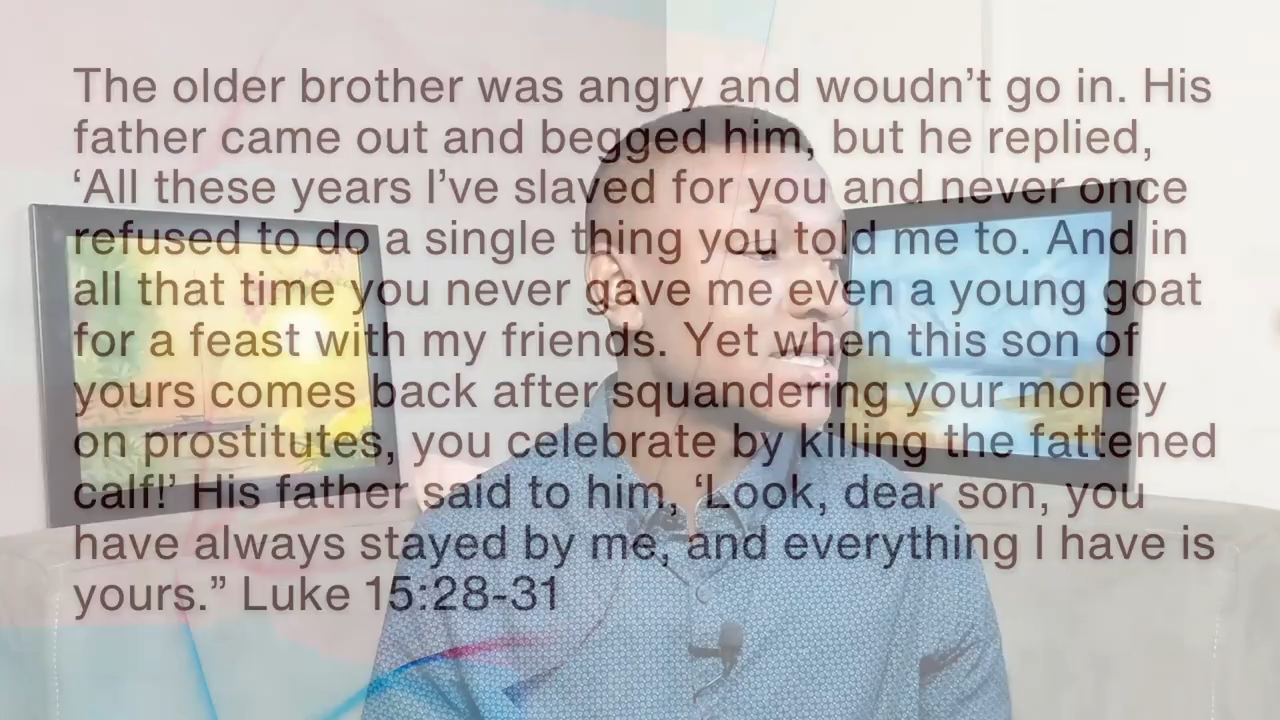 The older brother was angry and woudn’t go in. His
father came out and begged him, but he replied,
‘All these years I’ve slaved for you and never once
refused to do a single thing you told me to. And in
all that time you never gave me even a young goat
for a feast with my friends. Yet when this son of
yours comes back after squandering your money
on prostitutes, you celebrate by killing the fattened
calf!’ His father said to him, ‘Look, dear son, you
have always stayed by me, and everything I have is
yours.” Luke 15:28-31